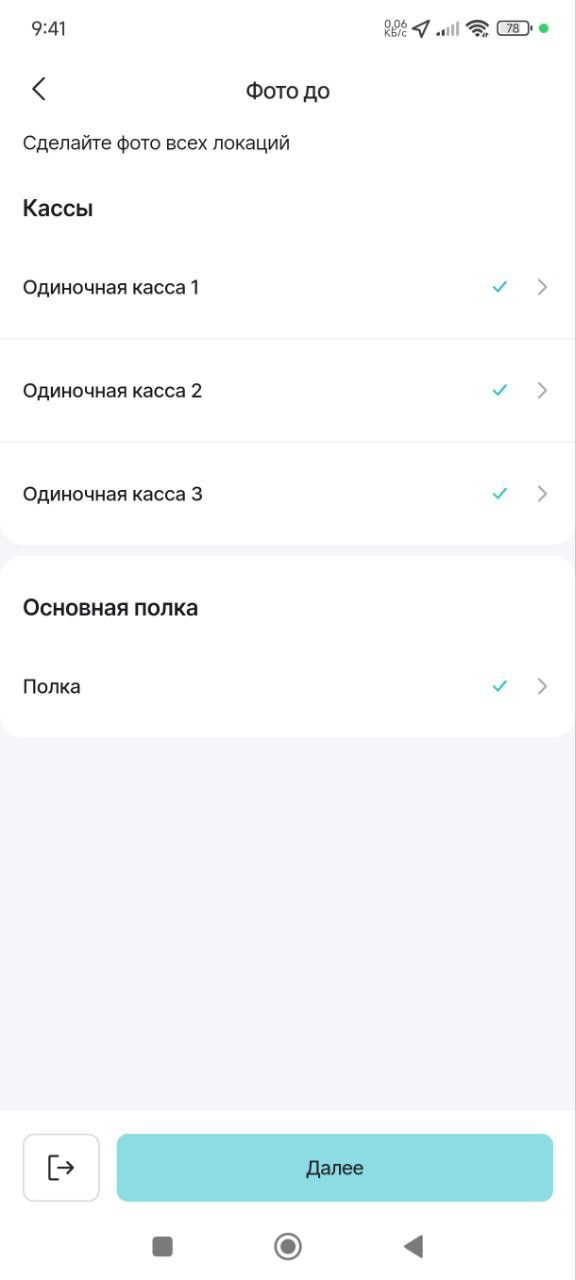 9:41
0,06
КБ/с
78
Фото до
Сделайте фото всех локаций
Кассы
Одиночная касса 1
Одиночная касса 2
Одиночная касса 3
Основная полка
Полка
Далее